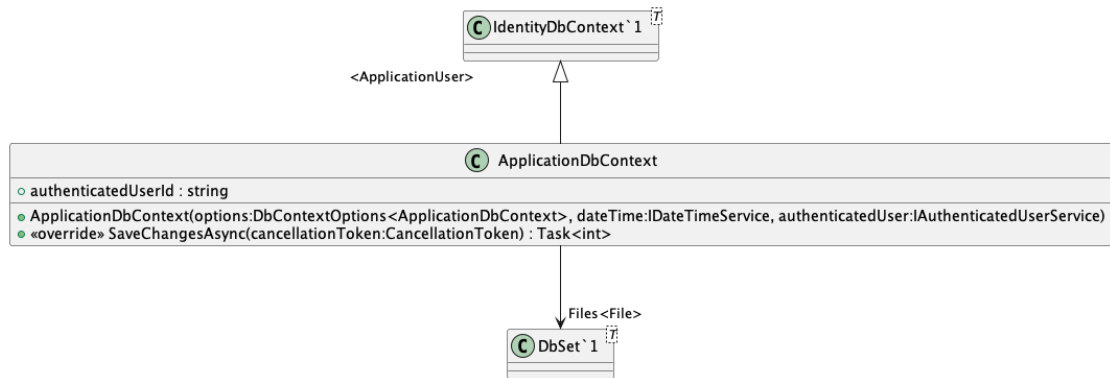 C IdentityDbContext`1 T
<ApplicationUser>
C ApplicationDbContext
authenticatedUserId : string
ApplicationDbContext(options:DbContextOptions<ApplicationDbContext>, dateTime:IDateTimeService, authenticatedUser:IAuthenticatedUserService)
«override» SaveChangesAsync(cancellationToken:CancellationToken) : Task<int>
Files<File>
C DbSet`1 T